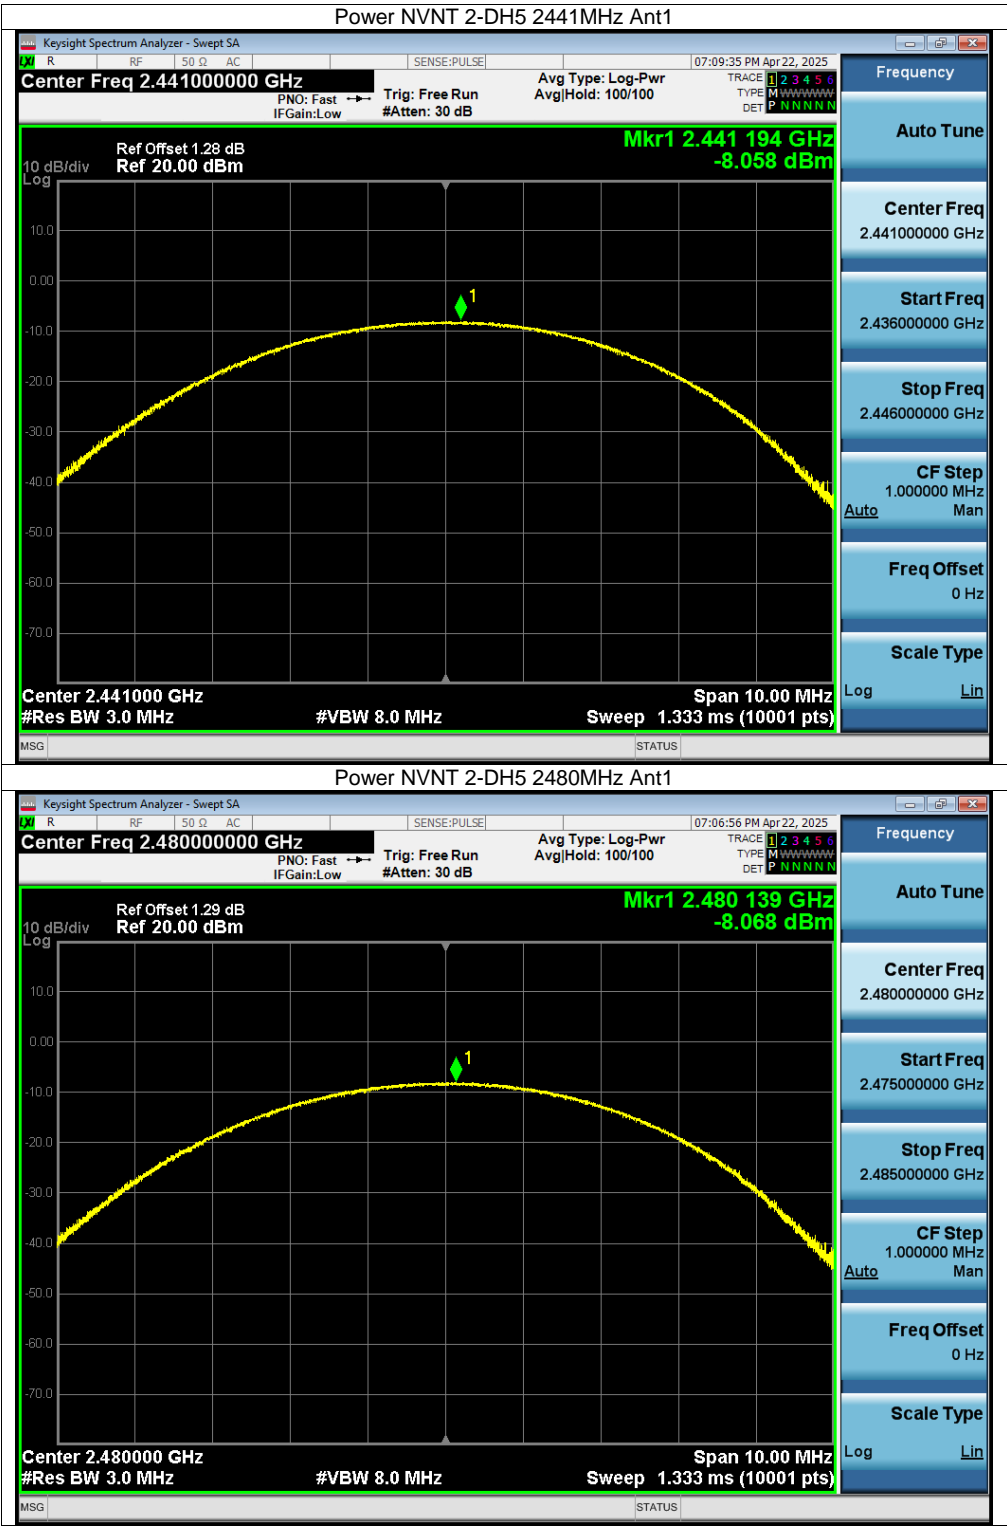 Power NVNT 2-DH5 2441MHz Ant1
Keysight Spectrum Analyzer - Swept SA
LXI R RF 50 Ω AC SENSE:PULSE 07:09:35 PM Apr 22, 2025
Center Freq 2.441000000 GHz
PNO: Fast
IFGain:Low
Trig: Free Run
#Atten: 30 dB
Avg Type: Log-Pwr
Avg|Hold: 100/100
TRACE 1 2 3 4 5 6
TYPE M WWWWW
DET P N N N N N
Mkr1 2.441 194 GHz
-8.058 dBm
Ref Offset 1.28 dB
10 dB/div Ref 20.00 dBm
Log
10.0
0.00
-10.0
-20.0
-30.0
-40.0
-50.0
-60.0
-70.0
1
Center 2.441000 GHz Span 10.00 MHz
#Res BW 3.0 MHz #VBW 8.0 MHz Sweep 1.333 ms (10001 pts)
MSG STATUS
Frequency
Auto Tune
Center Freq
2.441000000 GHz
Start Freq
2.436000000 GHz
Stop Freq
2.446000000 GHz
CF Step
1.000000 MHz
Auto Man
Freq Offset
0 Hz
Scale Type
Log Lin
Power NVNT 2-DH5 2480MHz Ant1
Keysight Spectrum Analyzer - Swept SA
LXI R RF 50 Ω AC SENSE:PULSE 07:06:56 PM Apr 22, 2025
Center Freq 2.480000000 GHz
PNO: Fast
IFGain:Low
Trig: Free Run
#Atten: 30 dB
Avg Type: Log-Pwr
Avg|Hold: 100/100
TRACE 1 2 3 4 5 6
TYPE M WWWWW
DET P N N N N N
Mkr1 2.480 139 GHz
-8.068 dBm
Ref Offset 1.29 dB
10 dB/div Ref 20.00 dBm
Log
10.0
0.00
-10.0
-20.0
-30.0
-40.0
-50.0
-60.0
-70.0
1
Center 2.480000 GHz Span 10.00 MHz
#Res BW 3.0 MHz #VBW 8.0 MHz Sweep 1.333 ms (10001 pts)
MSG STATUS
Frequency
Auto Tune
Center Freq
2.480000000 GHz
Start Freq
2.475000000 GHz
Stop Freq
2.485000000 GHz
CF Step
1.000000 MHz
Auto Man
Freq Offset
0 Hz
Scale Type
Log Lin